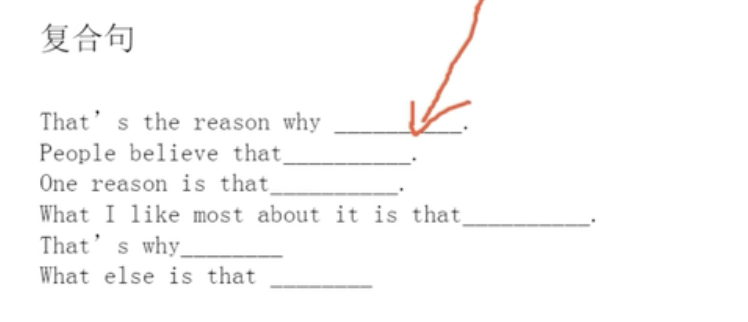 复合句
That's the reason why __________.
People believe that__________.
One reason is that__________.
What I like most about it is that__________.
That's why________
What else is that ________